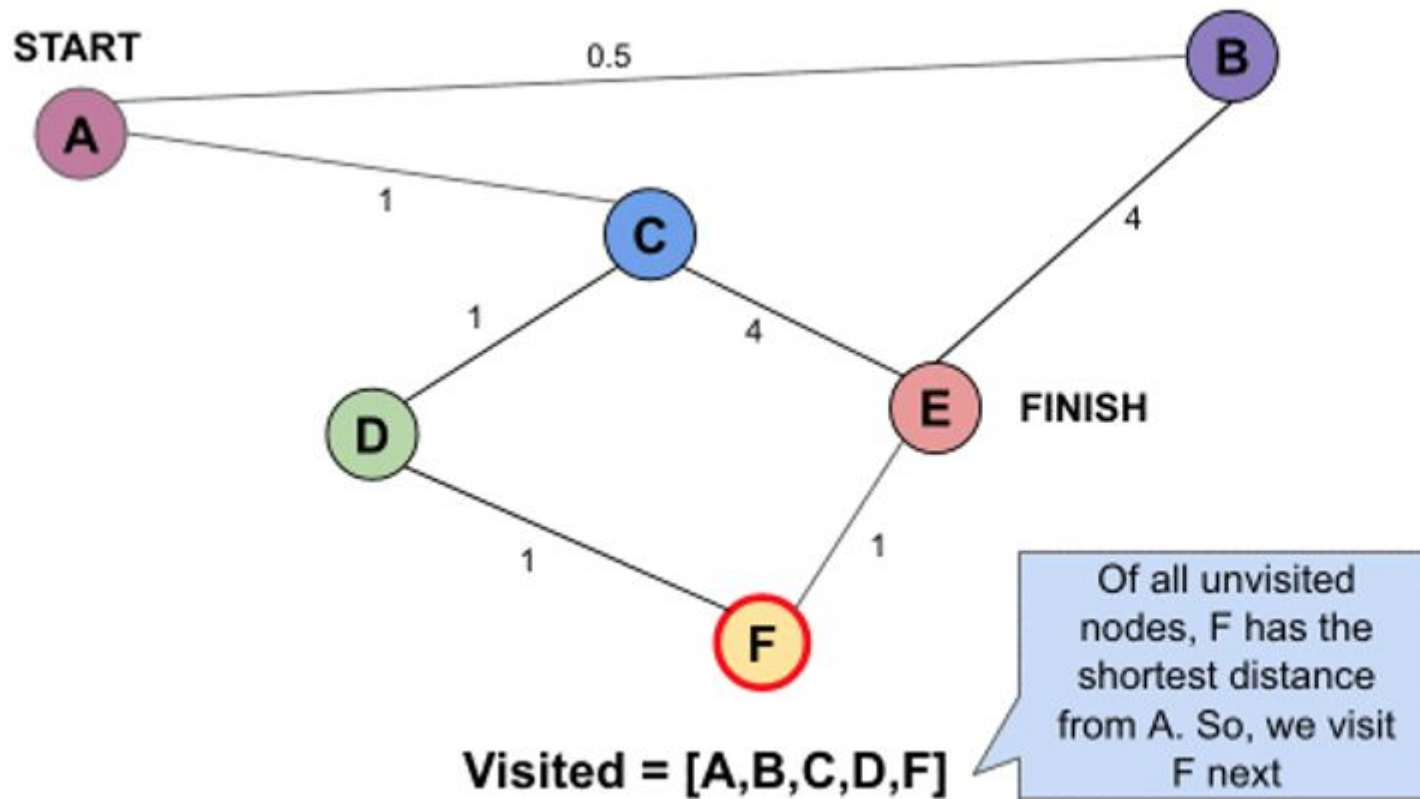 START
0.5
B
A
1
C
4
1
4
D
E
FINISH
1
1
F
Of all unvisited
nodes, F has the
shortest distance
from A. So, we visit
F next
Visited = [A,B,C,D,F]